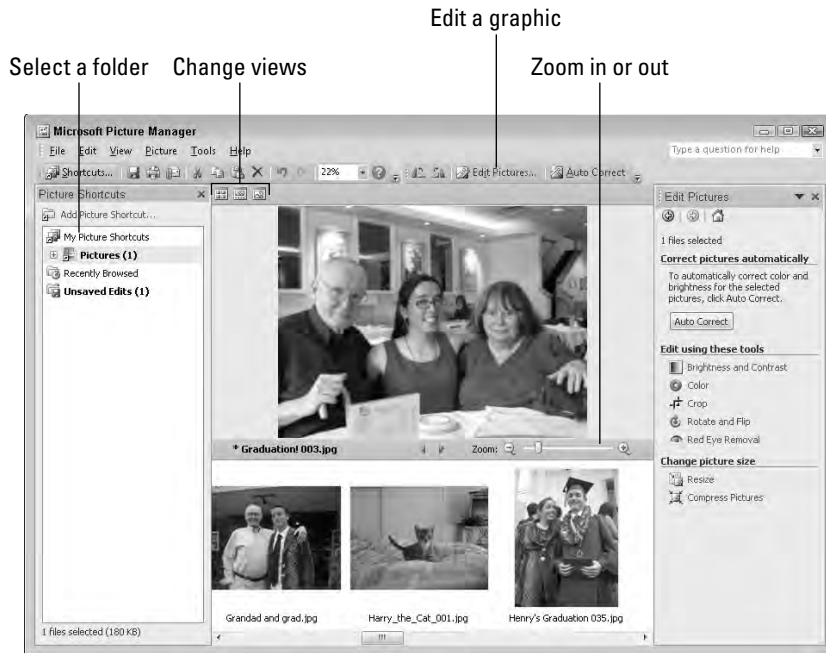 Edit a graphic
Select a folder Change views Zoom in or out
Microsoft Picture Manager
File Edit View Picture Tools Help
Type a question for help
Shortcuts... 22% Edit Pictures... Auto Correct
Picture Shortcuts
Add Picture Shortcut...
My Picture Shortcuts
Pictures (1)
Recently Browsed
Unsaved Edits (1)
1 files selected (180 KB)
* Graduation! 003.jpg Zoom:
Grandad and grad.jpg Harry_the_Cat_001.jpg Henry's Graduation 035.jpg
Edit Pictures
1 files selected
Correct pictures automatically
To automatically correct color and
brightness for the selected
pictures, click Auto Correct.
Auto Correct
Edit using these tools
Brightness and Contrast
Color
Crop
Rotate and Flip
Red Eye Removal
Change picture size
Resize
Compress Pictures